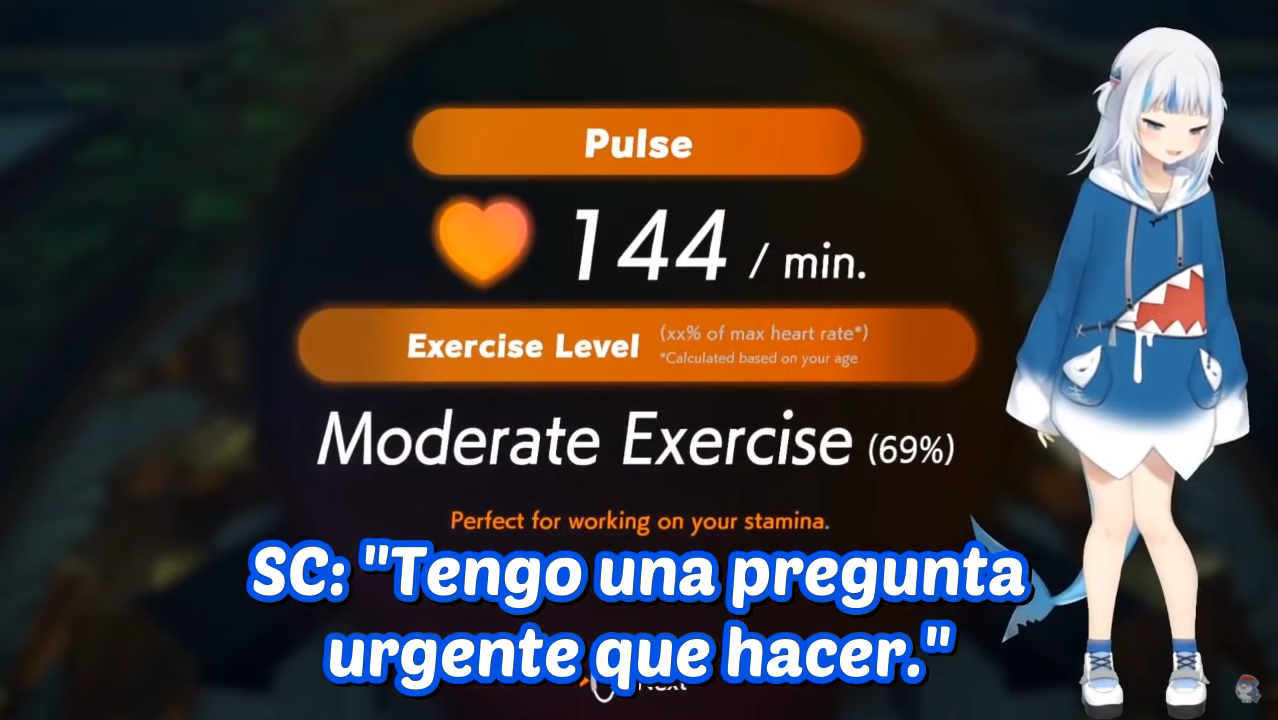 Pulse
144 / min.
Exercise Level
(xx% of max heart rate*)
*Calculated based on your age
Moderate Exercise (69%)
Perfect for working on your stamina.
SC: "Tengo una pregunta
urgente que hacer."
Next